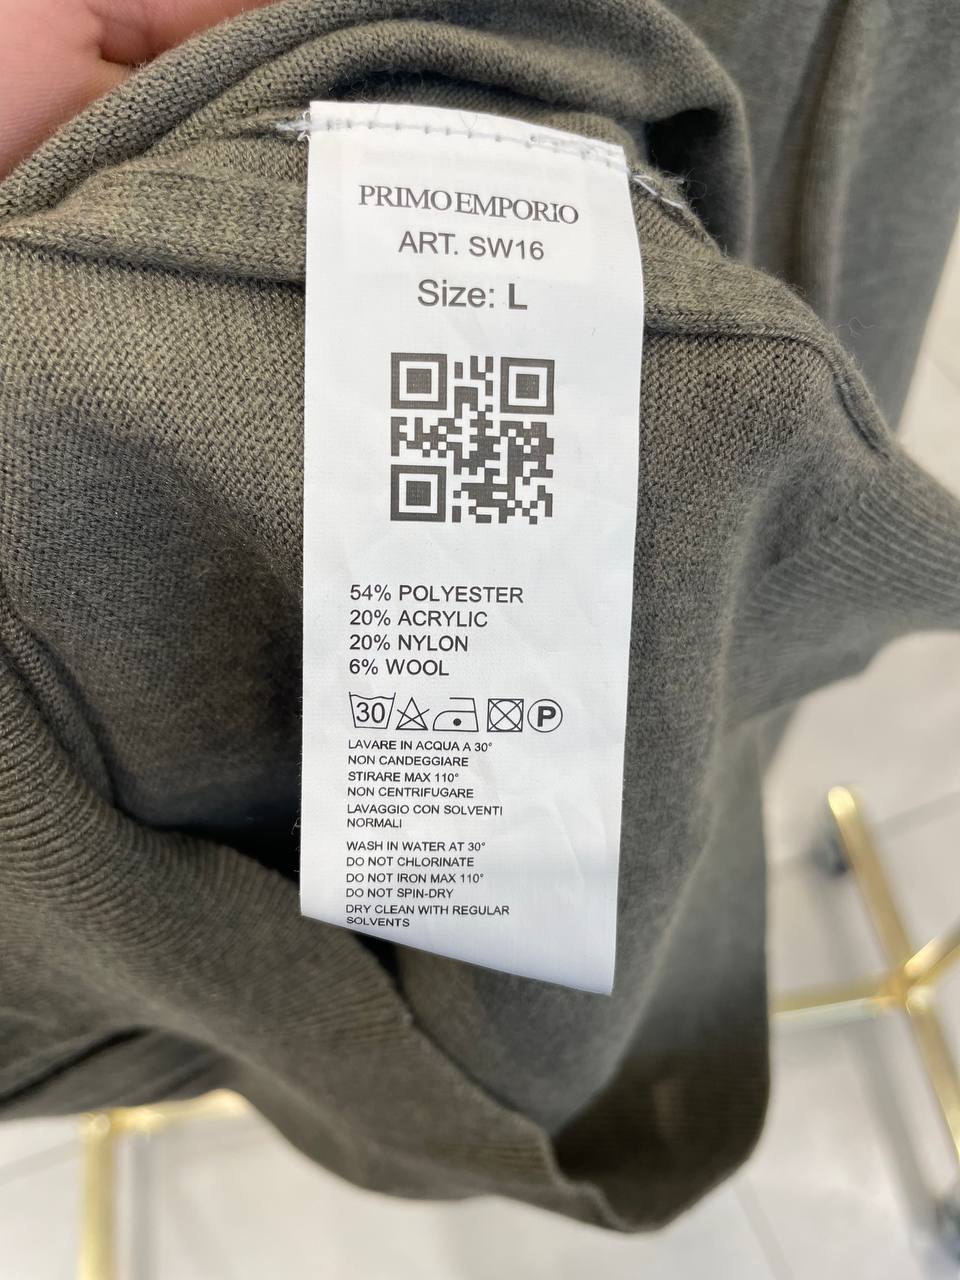 PRIMO EMPORIO
ART. SW16
Size: L
54% POLYESTER
20% ACRYLIC
20% NYLON
6% WOOL
30 P
LAVARE IN ACQUA A 30°
NON CANDEGGIARE
STIRARE MAX 110°
NON CENTRIFUGARE
LAVAGGIO CON SOLVENTI
NORMALI
WASH IN WATER AT 30°
DO NOT CHLORINATE
DO NOT IRON MAX 110°
DO NOT SPIN-DRY
DRY CLEAN WITH REGULAR
SOLVENTS